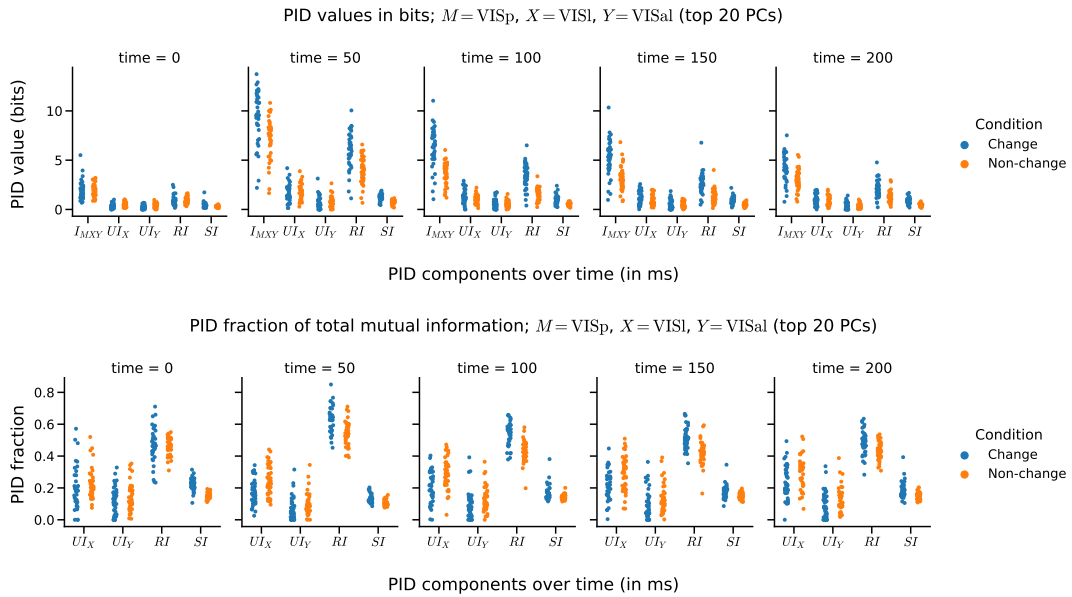 PID values in bits; M = VISp, X = VISl, Y = VISal (top 20 PCs)
time = 0 time = 50 time = 100 time = 150 time = 200
PID value (bits)
10
5
0
I_MXY UI_X UI_Y RI SI I_MXY UI_X UI_Y RI SI I_MXY UI_X UI_Y RI SI I_MXY UI_X UI_Y RI SI I_MXY UI_X UI_Y RI SI
Condition
Change
Non-change
PID components over time (in ms)
PID fraction of total mutual information; M = VISp, X = VISl, Y = VISal (top 20 PCs)
time = 0 time = 50 time = 100 time = 150 time = 200
PID fraction
0.8
0.6
0.4
0.2
0.0
UI_X UI_Y RI SI UI_X UI_Y RI SI UI_X UI_Y RI SI UI_X UI_Y RI SI UI_X UI_Y RI SI
Condition
Change
Non-change
PID components over time (in ms)